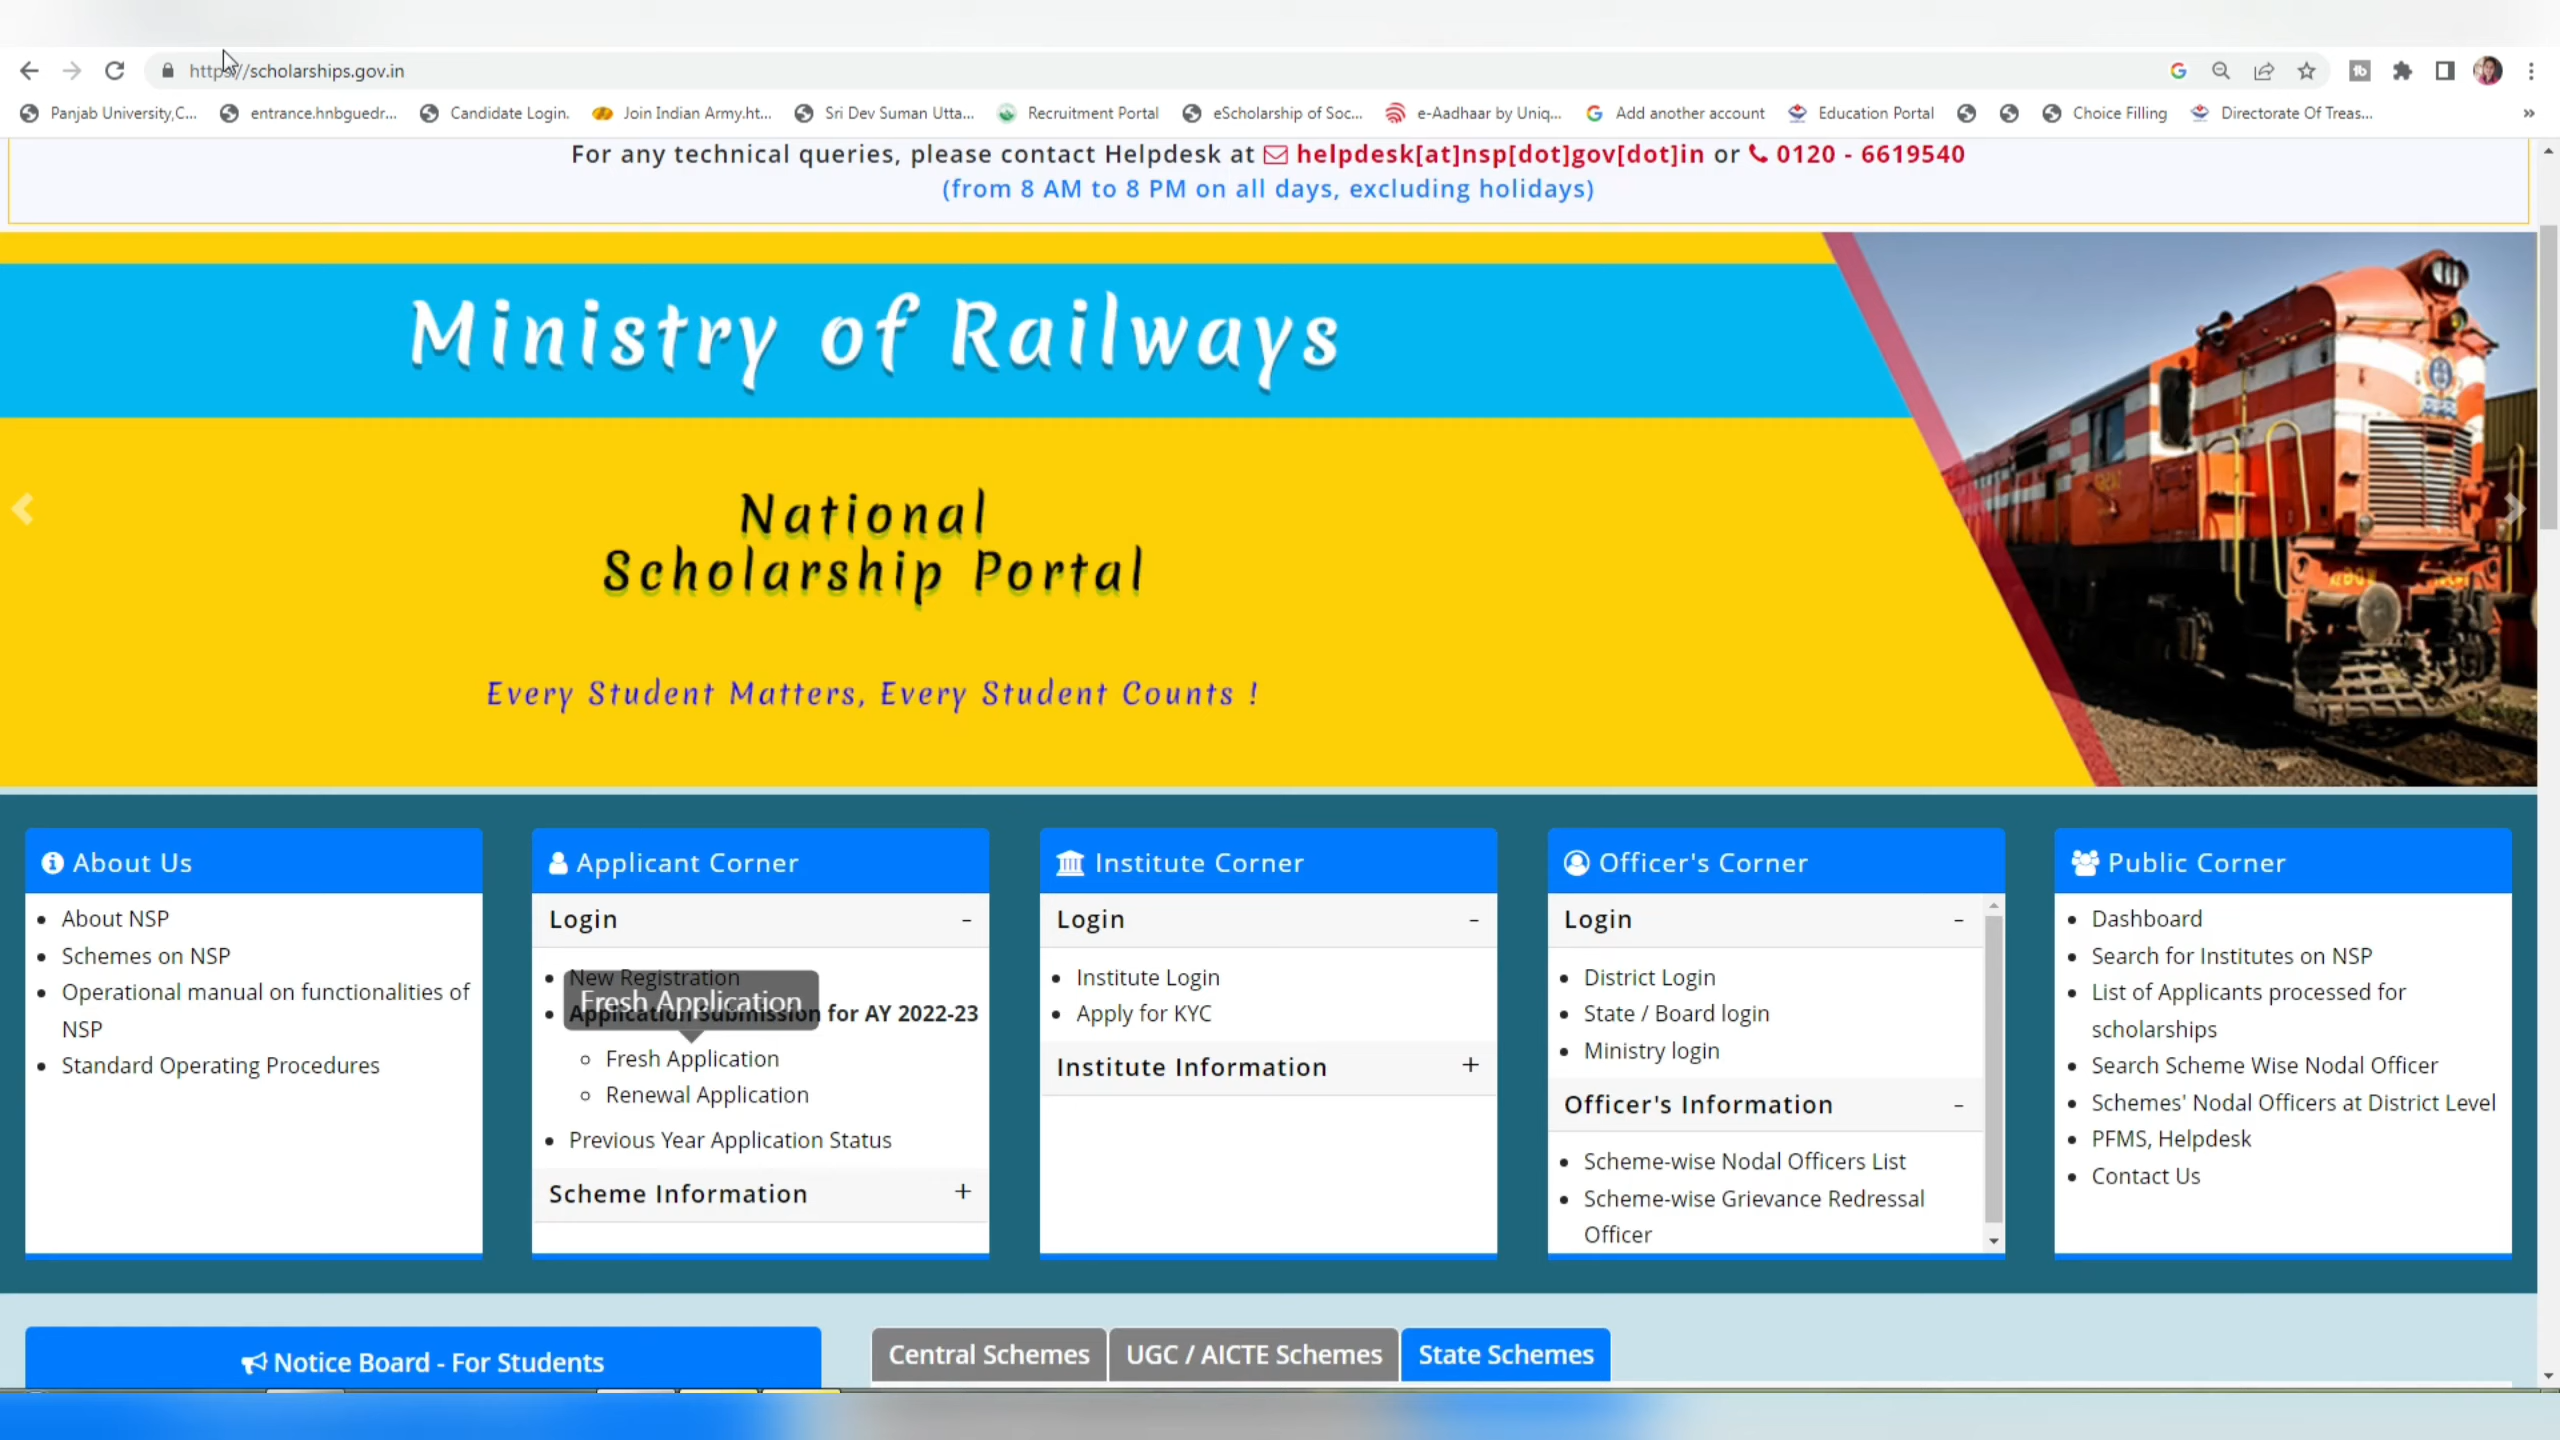 https://scholarships.gov.in
Panjab University,C... entrance.hnbguedr... Candidate Login. Join Indian Army.ht... Sri Dev Suman Utta... Recruitment Portal eScholarship of Soc... e-Aadhaar by Uniq... Add another account Education Portal Choice Filling Directorate Of Treas... »
For any technical queries, please contact Helpdesk at helpdesk[at]nsp[dot]gov[dot]in or 0120 - 6619540
(from 8 AM to 8 PM on all days, excluding holidays)
Ministry of Railways
National
Scholarship Portal
Every Student Matters, Every Student Counts !
About Us
About NSP
Schemes on NSP
Operational manual on functionalities of
NSP
Standard Operating Procedures
Applicant Corner
Login -
New Registration
Fresh Application
Application Submission for AY 2022-23
Fresh Application
Renewal Application
Previous Year Application Status
Scheme Information +
Institute Corner
Login -
Institute Login
Apply for KYC
Institute Information +
Officer's Corner
Login -
District Login
State / Board login
Ministry login
Officer's Information -
Scheme-wise Nodal Officers List
Scheme-wise Grievance Redressal
Officer
Public Corner
Dashboard
Search for Institutes on NSP
List of Applicants processed for
scholarships
Search Scheme Wise Nodal Officer
Schemes' Nodal Officers at District Level
PFMS, Helpdesk
Contact Us
Notice Board - For Students
Central Schemes UGC / AICTE Schemes State Schemes